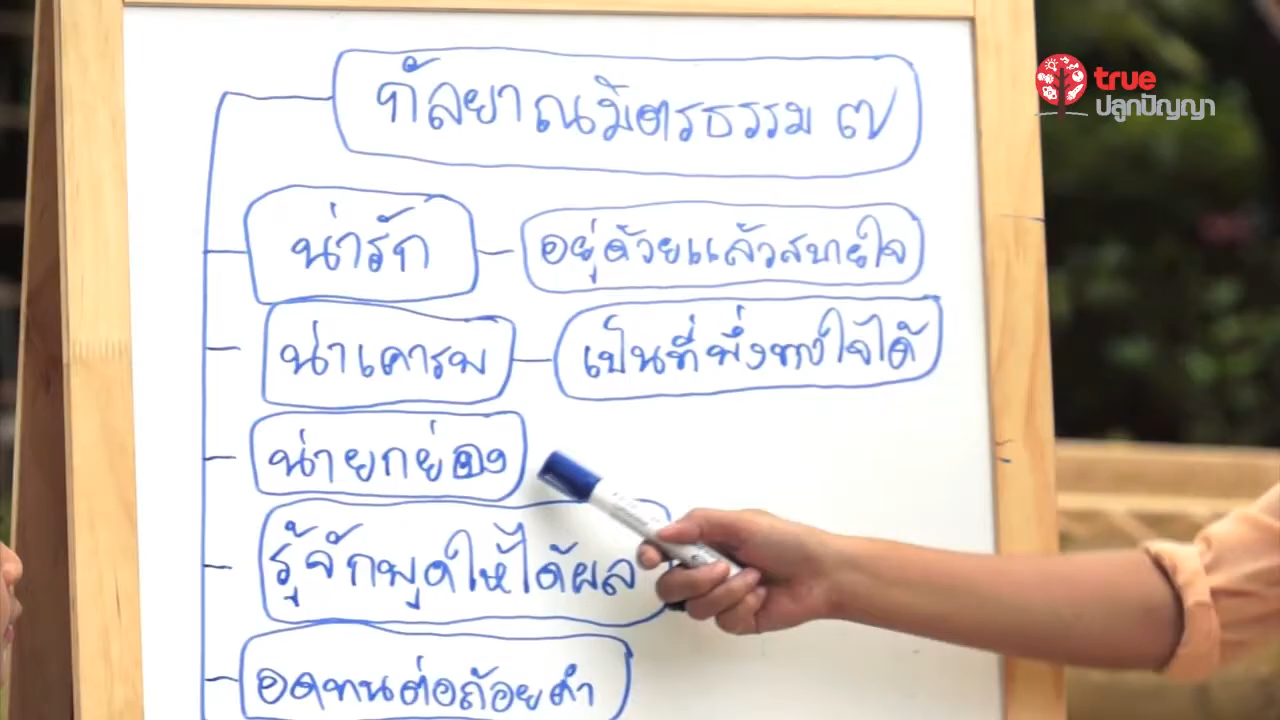 กัลยาณมิตรธรรม ๗
น่ารัก
อยู่ด้วยแล้วสบายใจ
น่าเคารพ
เป็นที่พึ่งทางใจได้
น่ายกย่อง
รู้จักพูดให้ได้ผล
อดทนต่อถ้อยคำ
true
ปลูกปัญญา